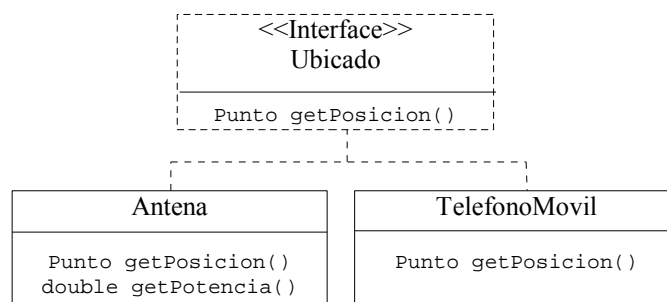 <<Interface>>
Ubicado
Punto getPosicion()
Antena
Punto getPosicion()
double getPotencia()
TelefonoMovil
Punto getPosicion()